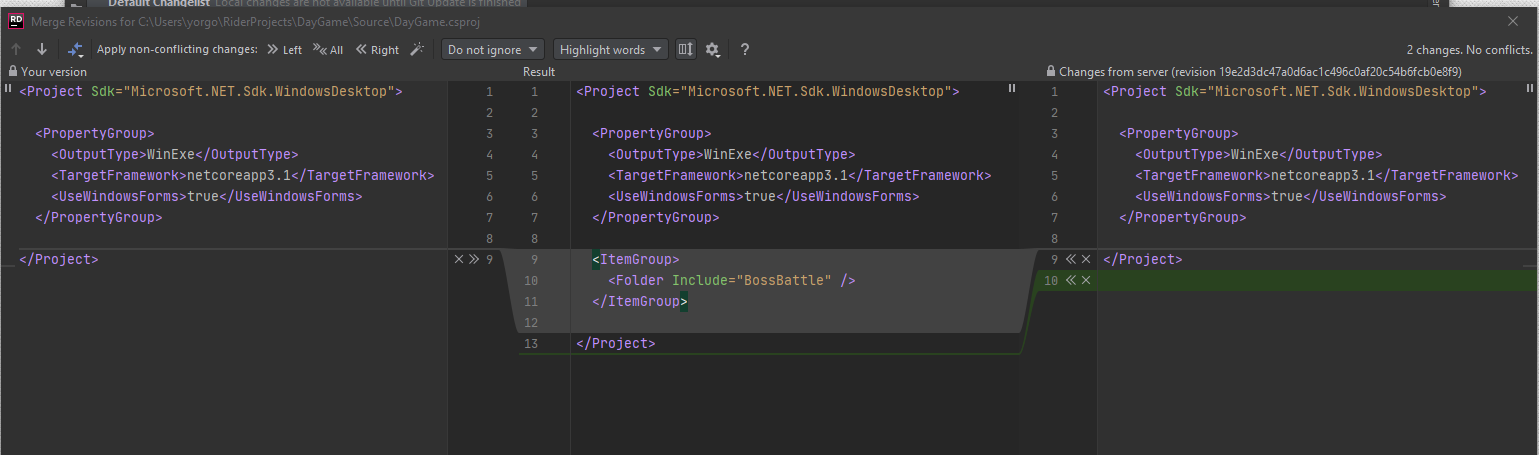 Default Changelist Local changes are not available until Git Update is finished
RD Merge Revisions for C:\Users\yorgo\RiderProjects\DayGame\Source\DayGame.csproj
Apply non-conflicting changes: Left All Right Do not ignore Highlight words ? 2 changes. No conflicts.
Your version Result Changes from server (revision 19e2d3dc47a0d6ac1c496c0af20c54b6fcb0e8f9)
<Project Sdk="Microsoft.NET.Sdk.WindowsDesktop"> 1 1 <Project Sdk="Microsoft.NET.Sdk.WindowsDesktop"> 1 <Project Sdk="Microsoft.NET.Sdk.WindowsDesktop">
2 2 2
<PropertyGroup> 3 3 <PropertyGroup> 3 <PropertyGroup>
<OutputType>WinExe</OutputType> 4 4 <OutputType>WinExe</OutputType> 4 <OutputType>WinExe</OutputType>
<TargetFramework>netcoreapp3.1</TargetFramework> 5 5 <TargetFramework>netcoreapp3.1</TargetFramework> 5 <TargetFramework>netcoreapp3.1</TargetFramework>
<UseWindowsForms>true</UseWindowsForms> 6 6 <UseWindowsForms>true</UseWindowsForms> 6 <UseWindowsForms>true</UseWindowsForms>
</PropertyGroup> 7 7 </PropertyGroup> 7 </PropertyGroup>
8 8 8
</Project> 9 9 <ItemGroup> 9 </Project>
10 <Folder Include="BossBattle" /> 10
11 </ItemGroup>
12
13 </Project>